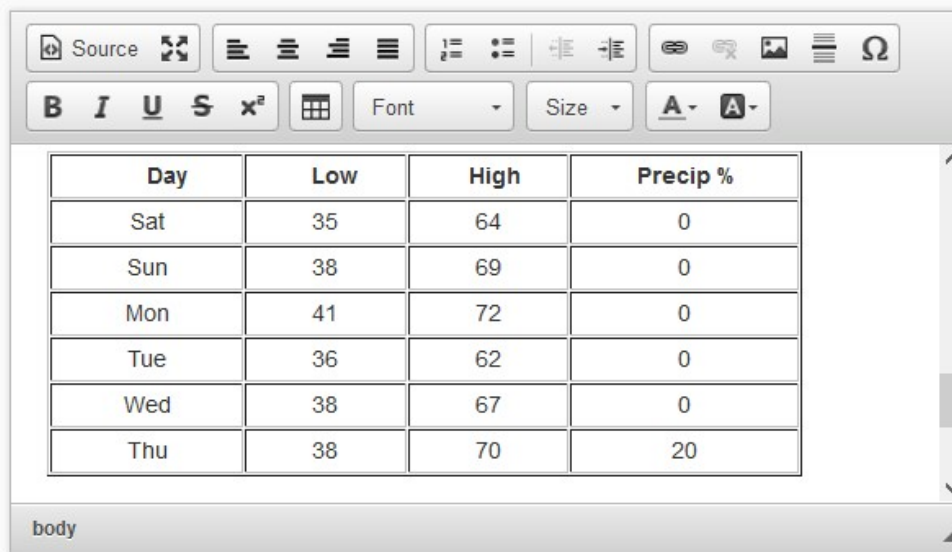 Source
B I U S x² Font Size A A
Day Low High Precip %
Sat 35 64 0
Sun 38 69 0
Mon 41 72 0
Tue 36 62 0
Wed 38 67 0
Thu 38 70 20
body